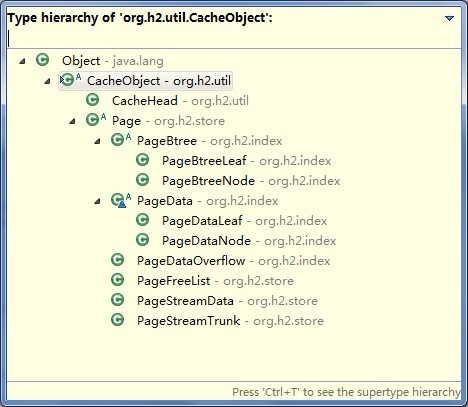 Type hierarchy of 'org.h2.util.CacheObject':
Object - java.lang
CacheObject - org.h2.util
CacheHead - org.h2.util
Page - org.h2.store
PageBtree - org.h2.index
PageBtreeLeaf - org.h2.index
PageBtreeNode - org.h2.index
PageData - org.h2.index
PageDataLeaf - org.h2.index
PageDataNode - org.h2.index
PageDataOverflow - org.h2.index
PageFreeList - org.h2.store
PageStreamData - org.h2.store
PageStreamTrunk - org.h2.store
Press 'Ctrl+T' to see the supertype hierarchy